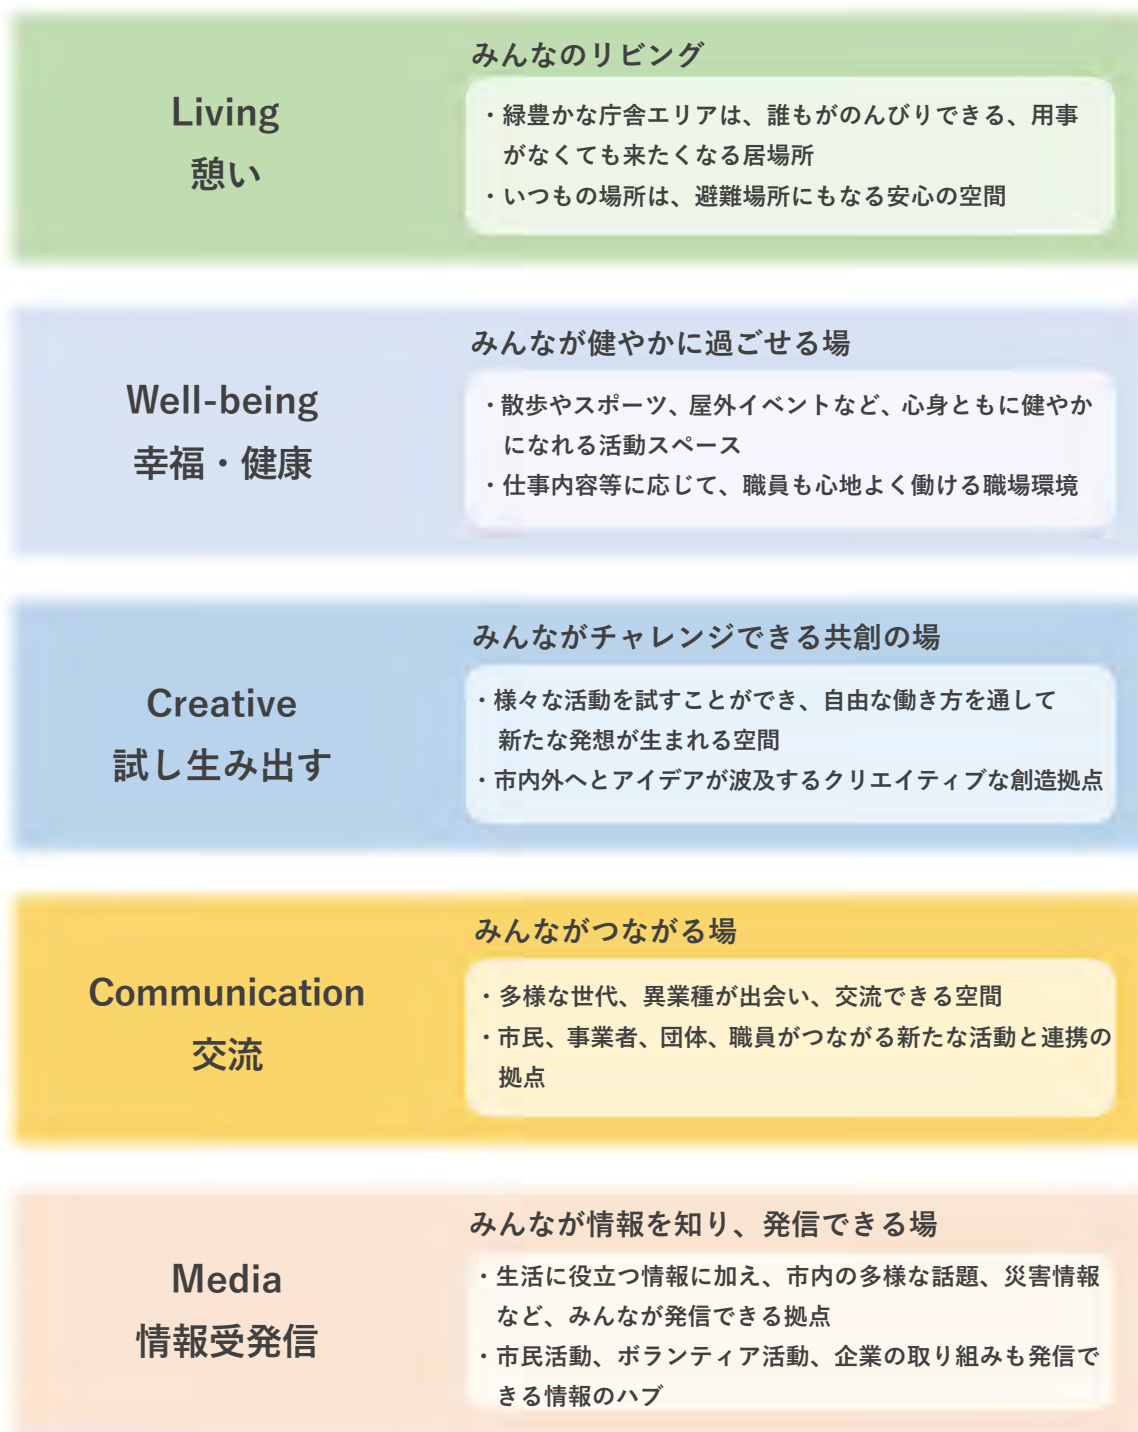 Living
憩い
みんなのリビング
・緑豊かな庁舎エリアは、誰もがのんびりできる、用事
がなくても来たくなる居場所
・いつもの場所は、避難場所にもなる安心の空間
Well-being
幸福・健康
みんなが健やかに過ごせる場
・散歩やスポーツ、屋外イベントなど、心身ともに健やか
になれる活動スペース
・仕事内容等に応じて、職員も心地よく働ける職場環境
Creative
試し生み出す
みんながチャレンジできる共創の場
・様々な活動を試すことができ、自由な働き方を通して
新たな発想が生まれる空間
・市内外へとアイデアが波及するクリエイティブな創造拠点
Communication
交流
みんながつながる場
・多様な世代、異業種が出会い、交流できる空間
・市民、事業者、団体、職員がつながる新たな活動と連携の
拠点
Media
情報受発信
みんなが情報を知り、発信できる場
・生活に役立つ情報に加え、市内の多様な話題、災害情報
など、みんなが発信できる拠点
・市民活動、ボランティア活動、企業の取り組みも発信で
きる情報のハブ